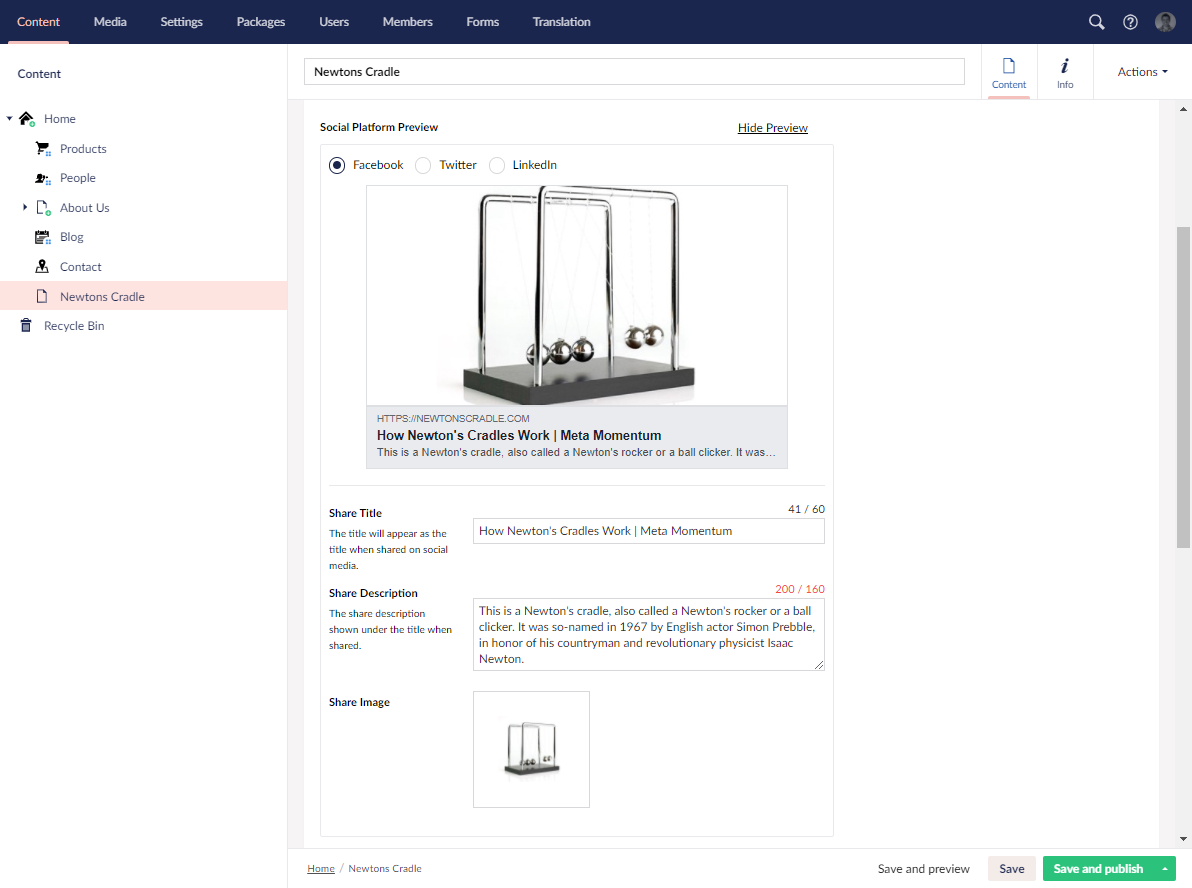 Content Media Settings Packages Users Members Forms Translation
Content
Home
Products
People
About Us
Blog
Contact
Newtons Cradle
Recycle Bin
Newtons Cradle
Content
Info
Actions
Social Platform Preview
Hide Preview
Facebook Twitter LinkedIn
HTTPS://NEWTONSCRADLE.COM
How Newton's Cradles Work | Meta Momentum
This is a Newton's cradle, also called a Newton's rocker or a ball clicker. It was...
Share Title
41 / 60
The title will appear as the
title when shared on social
media.
How Newton's Cradles Work | Meta Momentum
Share Description
200 / 160
The share description
shown under the title when
shared.
This is a Newton's cradle, also called a Newton's rocker or a ball
clicker. It was so-named in 1967 by English actor Simon Prebble,
in honor of his countryman and revolutionary physicist Isaac
Newton.
Share Image
Home / Newtons Cradle
Save and preview
Save
Save and publish